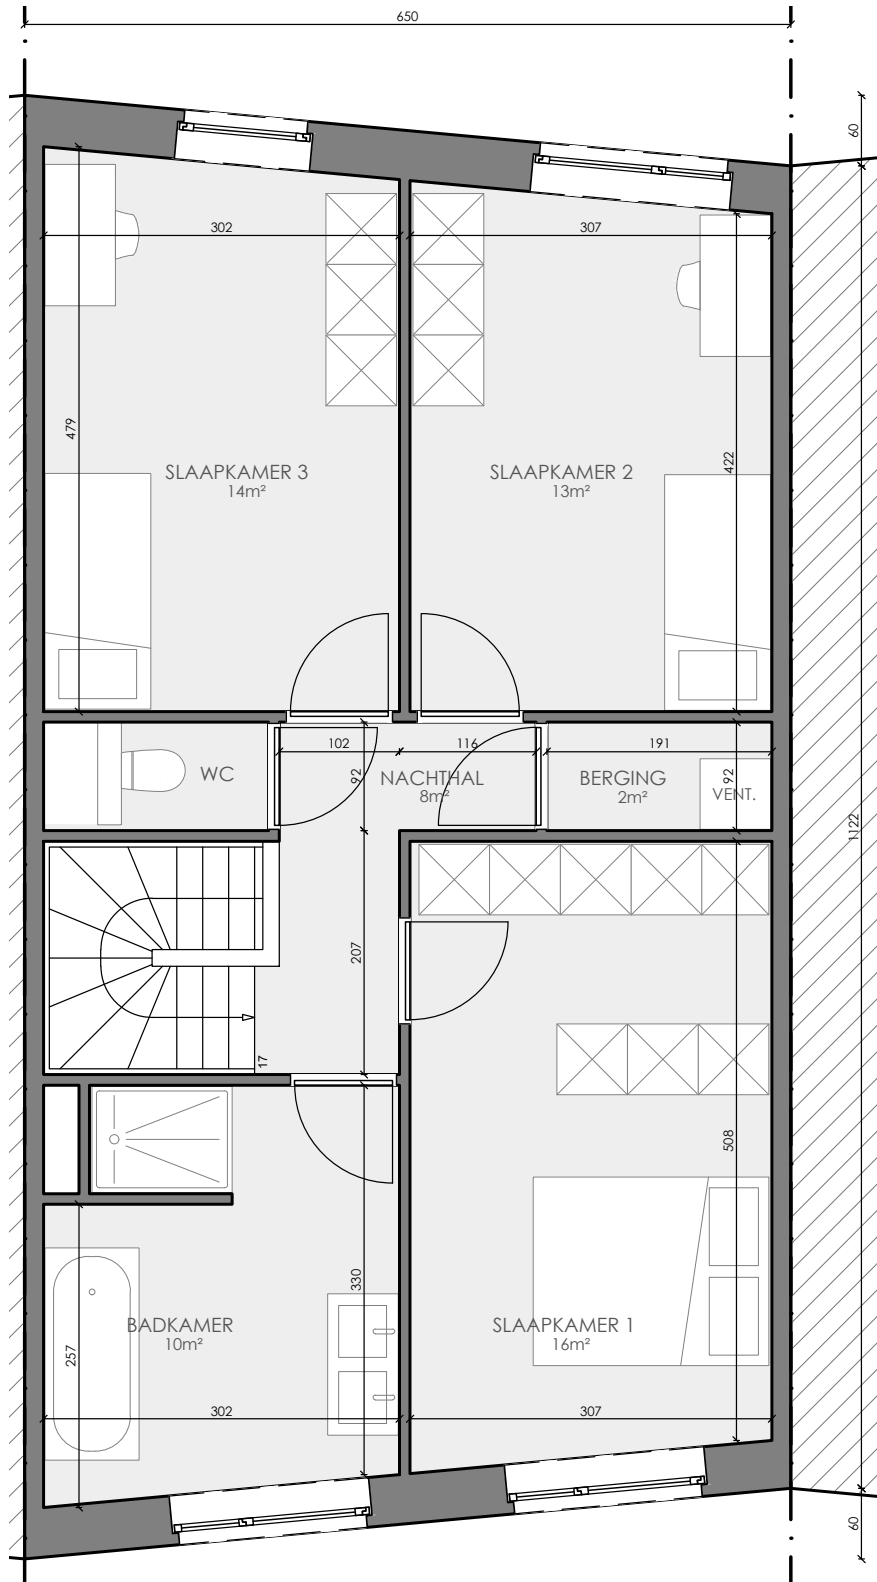 650
60
302
307
479
422
SLAAPKAMER 3
14m²
SLAAPKAMER 2
13m²
102
116
191
WC
92
NACHTHAL
8m²
BERGING
2m²
92
VENT.
1122
207
17
508
330
257
BADKAMER
10m²
SLAAPKAMER 1
16m²
302
307
60